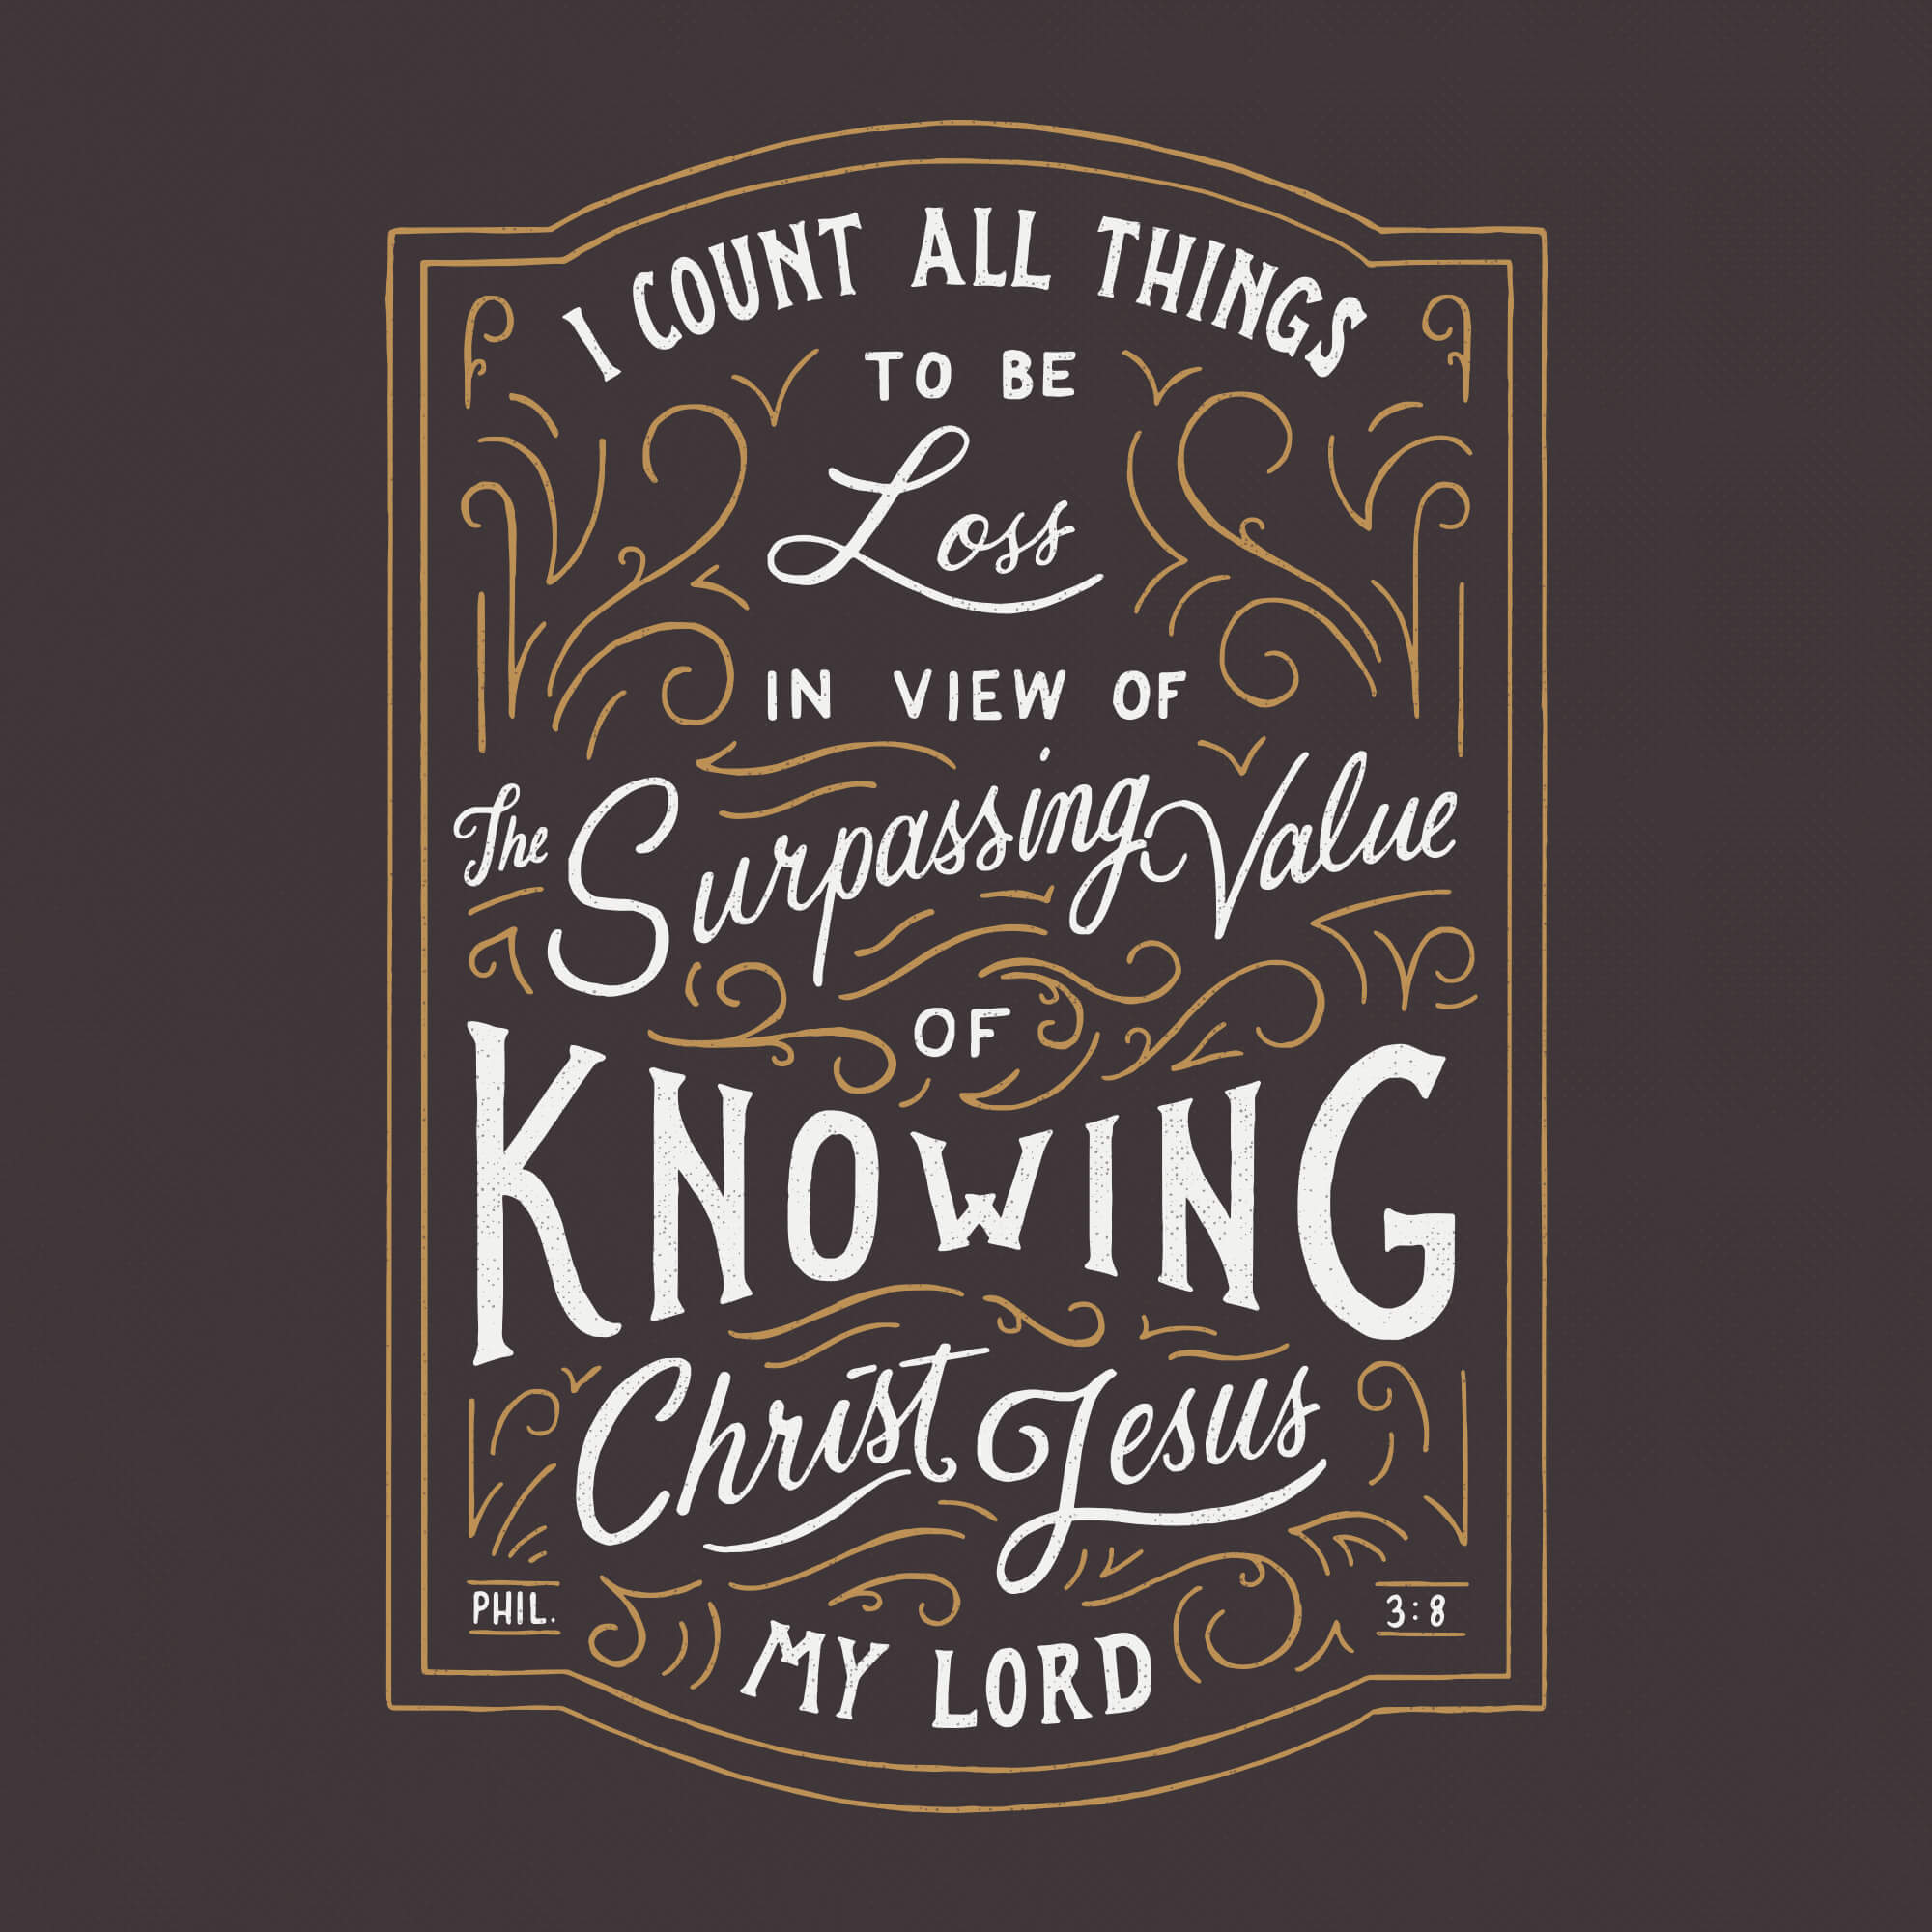 I COUNT ALL THINGS
TO BE
Loss
IN VIEW OF
The Surpassing Value
OF
KNOWING
Christ Jesus
PHIL. 3:8
MY LORD